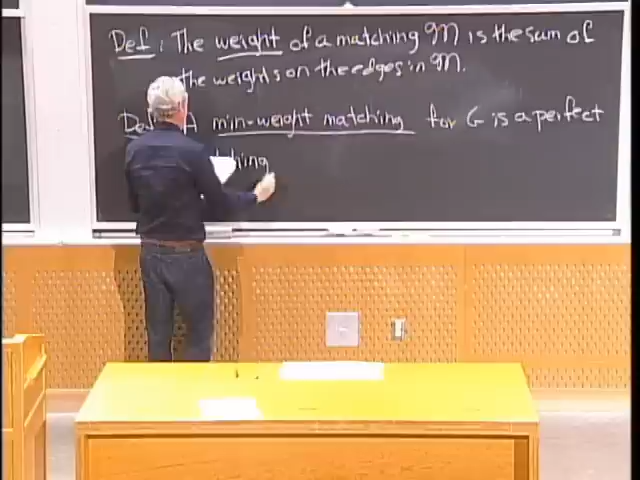 Def: The weight of a matching M is the sum of
the weights on the edges in M.
Def A min-weight matching for G is a perfect